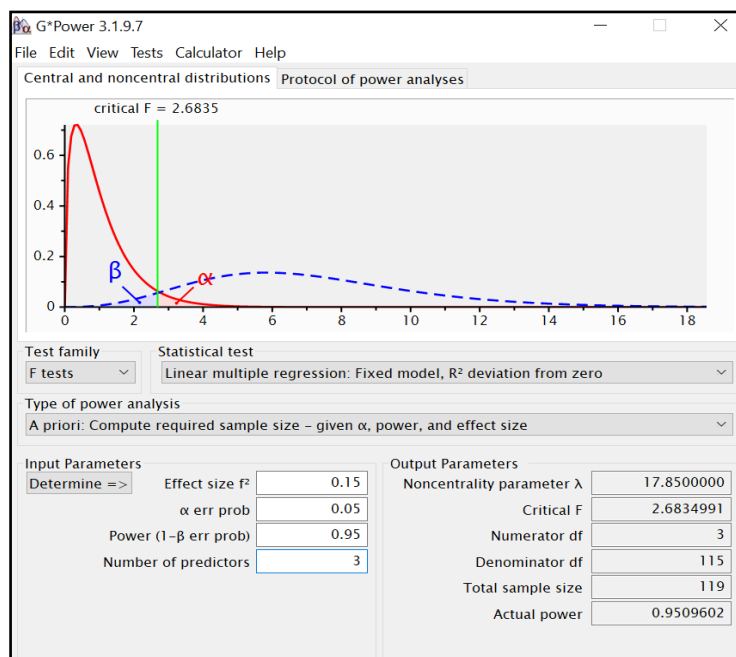 βα G*Power 3.1.9.7
File Edit View Tests Calculator Help
Central and noncentral distributions Protocol of power analyses
critical F = 2.6835
0.6
0.4
0.2
0
β
α
0 2 4 6 8 10 12 14 16 18
Test family Statistical test
F tests Linear multiple regression: Fixed model, R² deviation from zero
Type of power analysis
A priori: Compute required sample size - given α, power, and effect size
Input Parameters Output Parameters
Determine => Effect size f² 0.15 Noncentrality parameter λ 17.8500000
α err prob 0.05 Critical F 2.6834991
Power (1-β err prob) 0.95 Numerator df 3
Number of predictors 3 Denominator df 115
Total sample size 119
Actual power 0.9509602